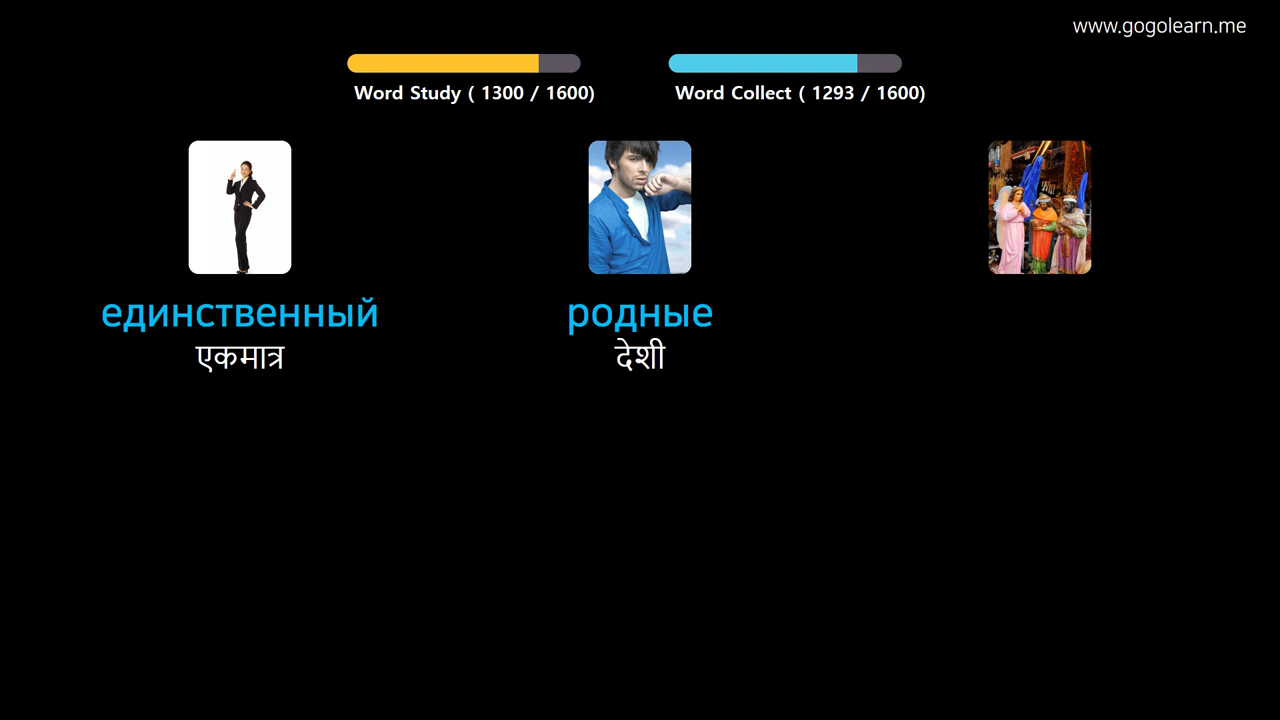 www.gogolearn.me
Word Study ( 1300 / 1600)
Word Collect ( 1293 / 1600)
единственный
एकमात्र
родные
देशी